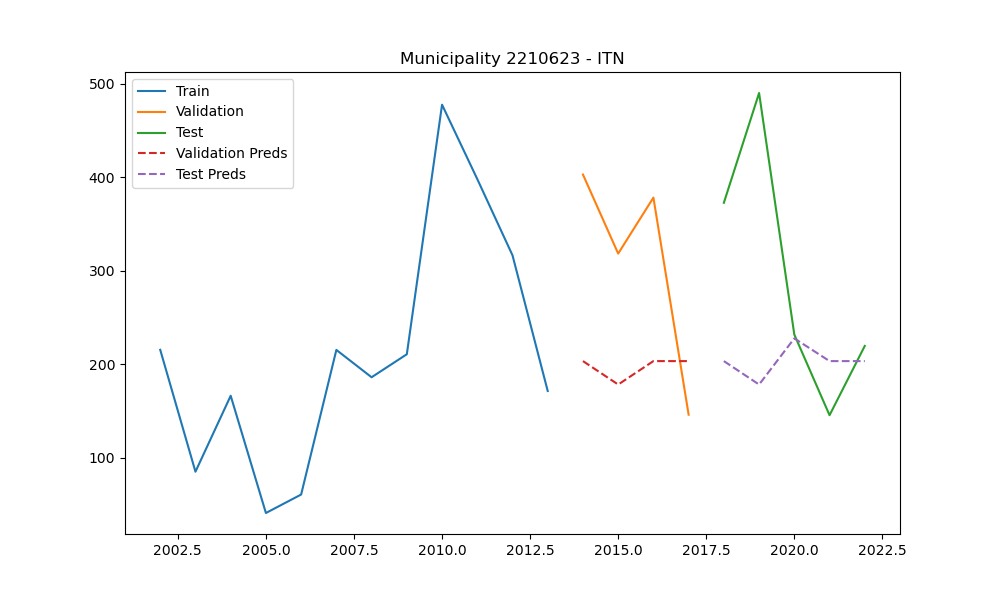 Municipality 2210623 - ITN
500
400
300
200
100
Train
Validation
Test
Validation Preds
Test Preds
2002.5 2005.0 2007.5 2010.0 2012.5 2015.0 2017.5 2020.0 2022.5